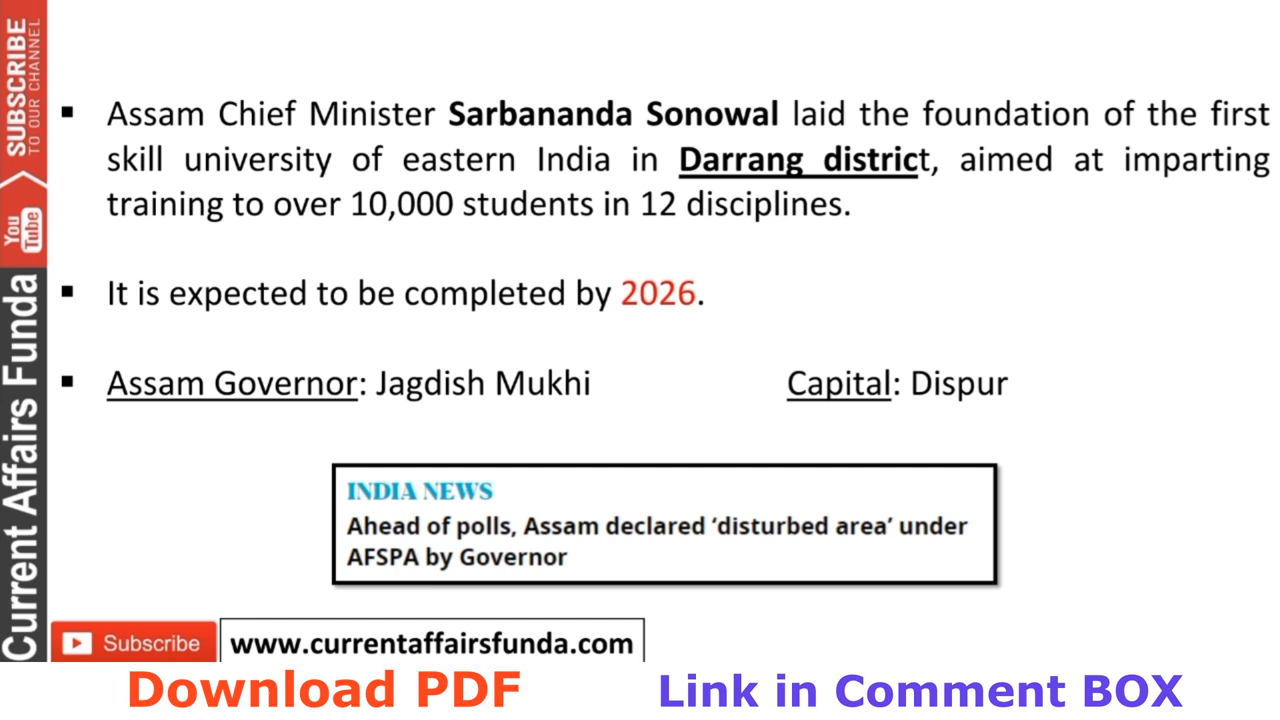 SUBSCRIBE
TO OUR CHANNEL
You
Tube
Current Affairs Funda
▪ Assam Chief Minister Sarbananda Sonowal laid the foundation of the first
skill university of eastern India in Darrang district, aimed at imparting
training to over 10,000 students in 12 disciplines.
▪ It is expected to be completed by 2026.
▪ Assam Governor: Jagdish Mukhi Capital: Dispur
INDIA NEWS
Ahead of polls, Assam declared ‘disturbed area’ under
AFSPA by Governor
Subscribe www.currentaffairsfunda.com
Download PDF Link in Comment BOX